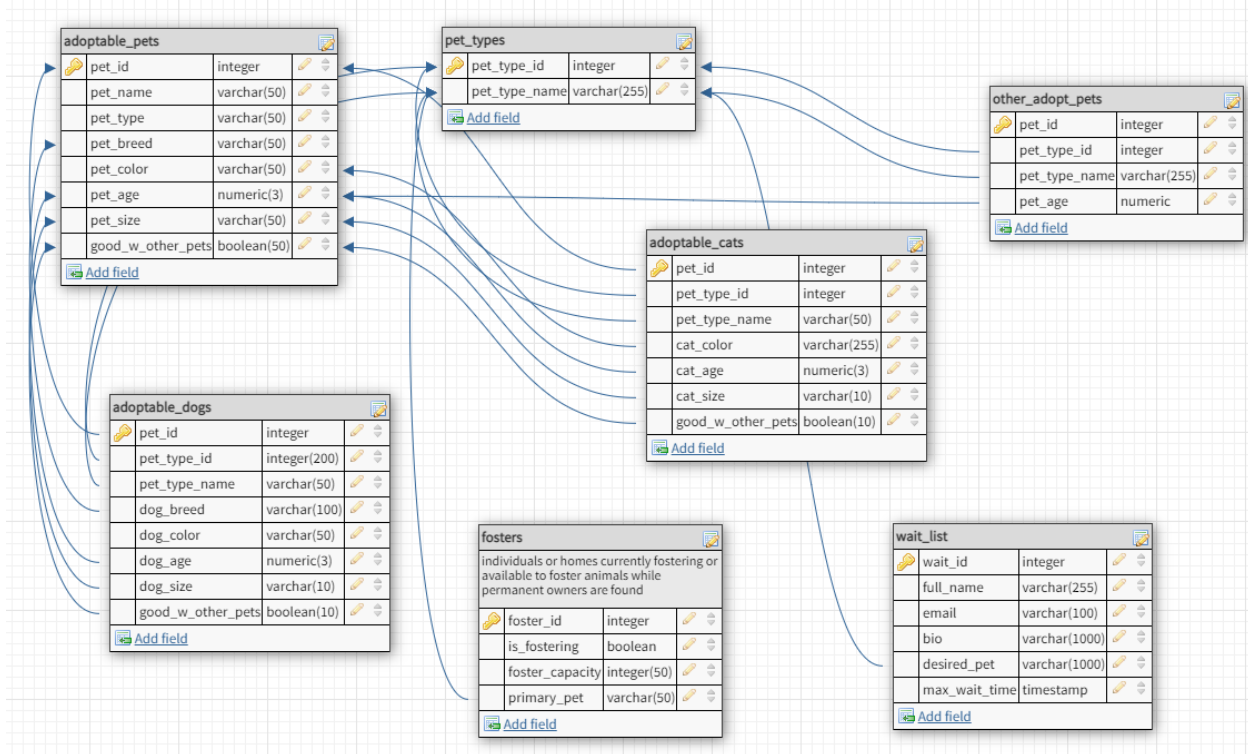 adoptable_pets
pet_id integer
pet_name varchar(50)
pet_type varchar(50)
pet_breed varchar(50)
pet_color varchar(50)
pet_age numeric(3)
pet_size varchar(50)
good_w_other_pets boolean(50)
Add field
pet_types
pet_type_id integer
pet_type_name varchar(255)
Add field
other_adopt_pets
pet_id integer
pet_type_id integer
pet_type_name varchar(255)
pet_age numeric
Add field
adoptable_cats
pet_id integer
pet_type_id integer
pet_type_name varchar(50)
cat_color varchar(255)
cat_age numeric(3)
cat_size varchar(10)
good_w_other_pets boolean(10)
Add field
adoptable_dogs
pet_id integer
pet_type_id integer(200)
pet_type_name varchar(50)
dog_breed varchar(100)
dog_color varchar(50)
dog_age numeric(3)
dog_size varchar(10)
good_w_other_pets boolean(10)
Add field
fosters
individuals or homes currently fostering or
available to foster animals while
permanent owners are found
foster_id integer
is_fostering boolean
foster_capacity integer(50)
primary_pet varchar(50)
Add field
wait_list
wait_id integer
full_name varchar(255)
email varchar(100)
bio varchar(1000)
desired_pet varchar(1000)
max_wait_time timestamp
Add field